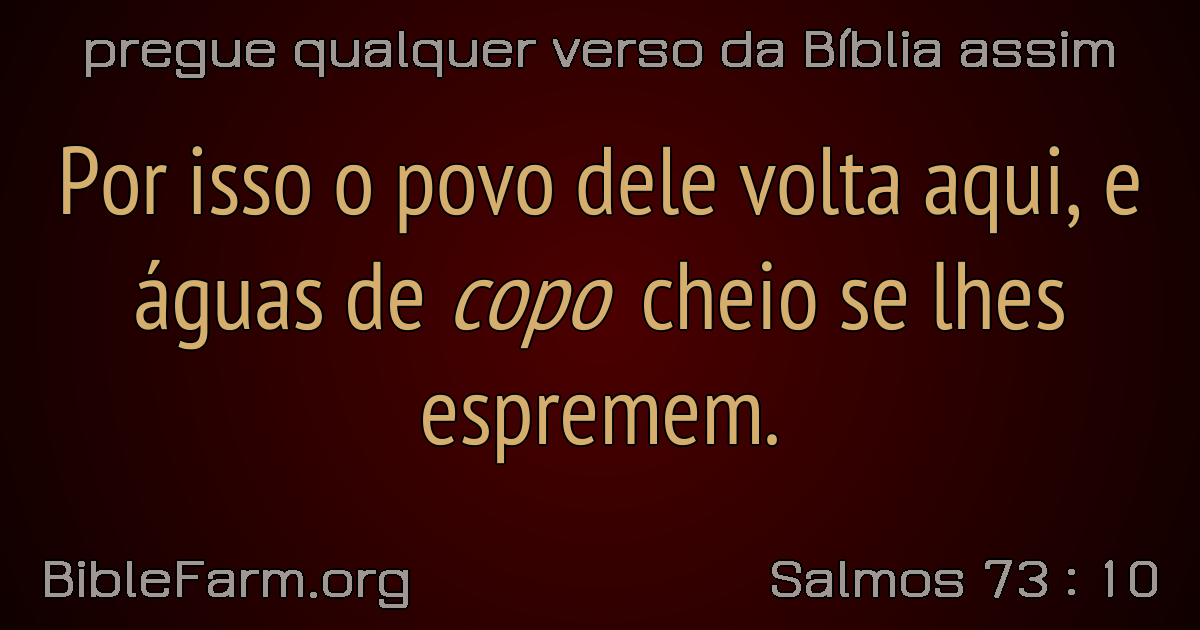 pregue qualquer verso da Bíblia assim
Por isso o povo dele volta aqui, e
águas de copo cheio se lhes
espremem.
BibleFarm.org
Salmos 73 : 10